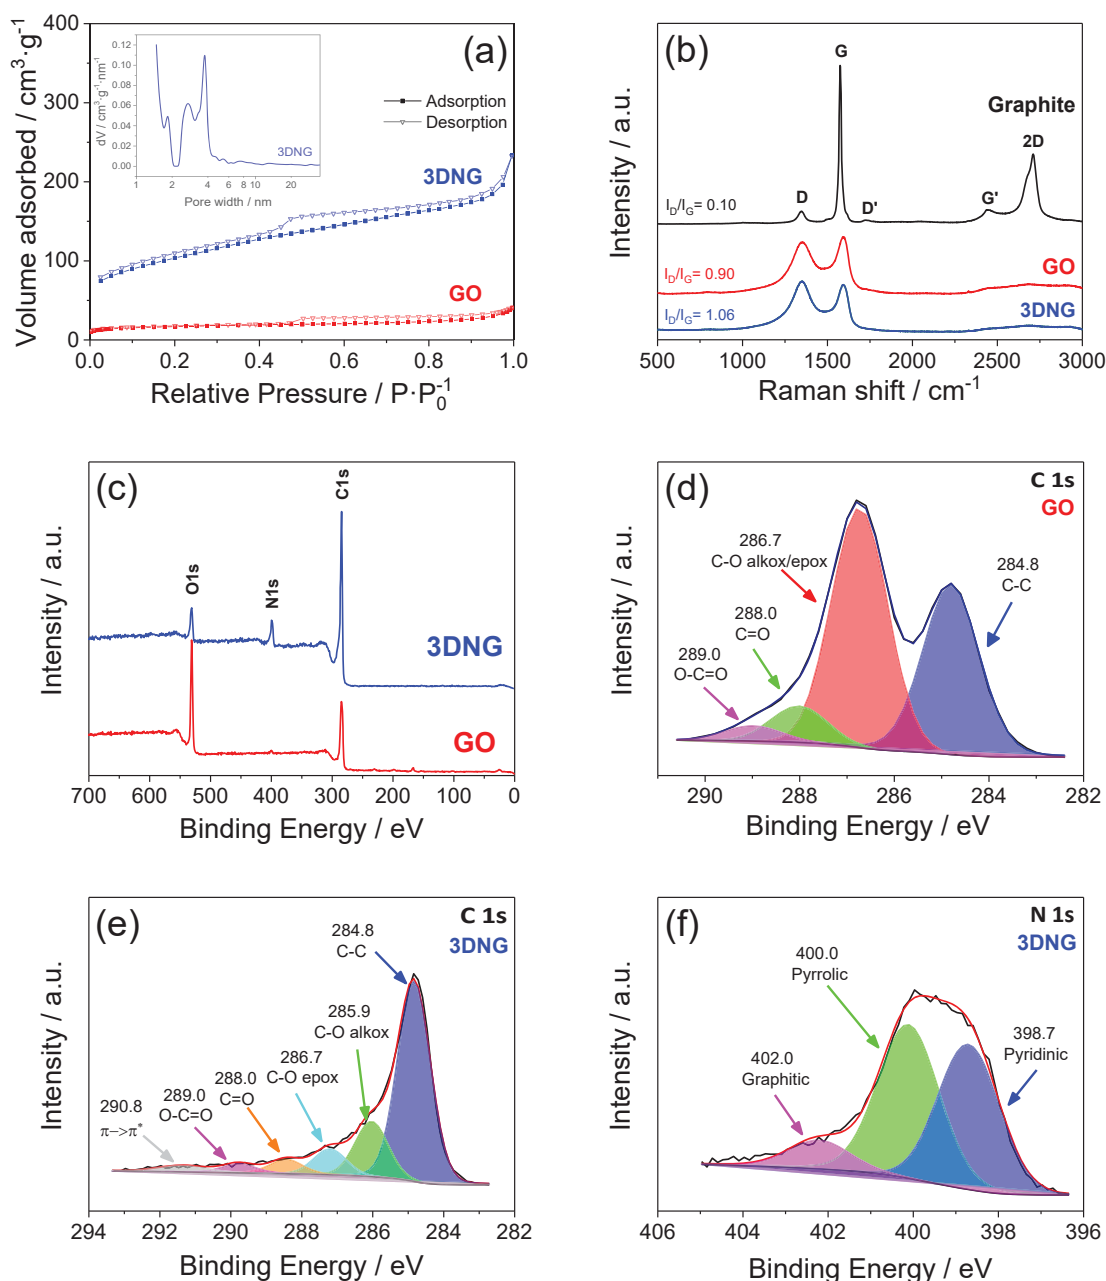 (a)
400
300
200
100
0
Volume adsorbed / cm³·g⁻¹
0.12
0.10
0.08
0.06
0.04
0.02
0.00
dV / cm³·g⁻¹·nm⁻¹
1 2 4 6 8 10 20
Pore width / nm
3DNG
Adsorption
Desorption
3DNG
GO
0.0 0.2 0.4 0.6 0.8 1.0
Relative Pressure / P·P₀⁻¹
(b)
Intensity / a.u.
G
Graphite
2D
D
D'
G'
I_D/I_G= 0.10
I_D/I_G= 0.90
GO
I_D/I_G= 1.06
3DNG
500 1000 1500 2000 2500 3000
Raman shift / cm⁻¹
(c)
Intensity / a.u.
C1s
O1s
N1s
3DNG
GO
700 600 500 400 300 200 100 0
Binding Energy / eV
(d)
C 1s
GO
Intensity / a.u.
286.7
C-O alkox/epox
284.8
C-C
288.0
C=O
289.0
O-C=O
290 288 286 284 282
Binding Energy / eV
(e)
C 1s
3DNG
Intensity / a.u.
284.8
C-C
285.9
C-O alkox
286.7
C-O epox
288.0
C=O
289.0
O-C=O
290.8
π–>π*
294 292 290 288 286 284 282
Binding Energy / eV
(f)
N 1s
3DNG
Intensity / a.u.
400.0
Pyrrolic
398.7
Pyridinic
402.0
Graphitic
406 404 402 400 398 396
Binding Energy / eV